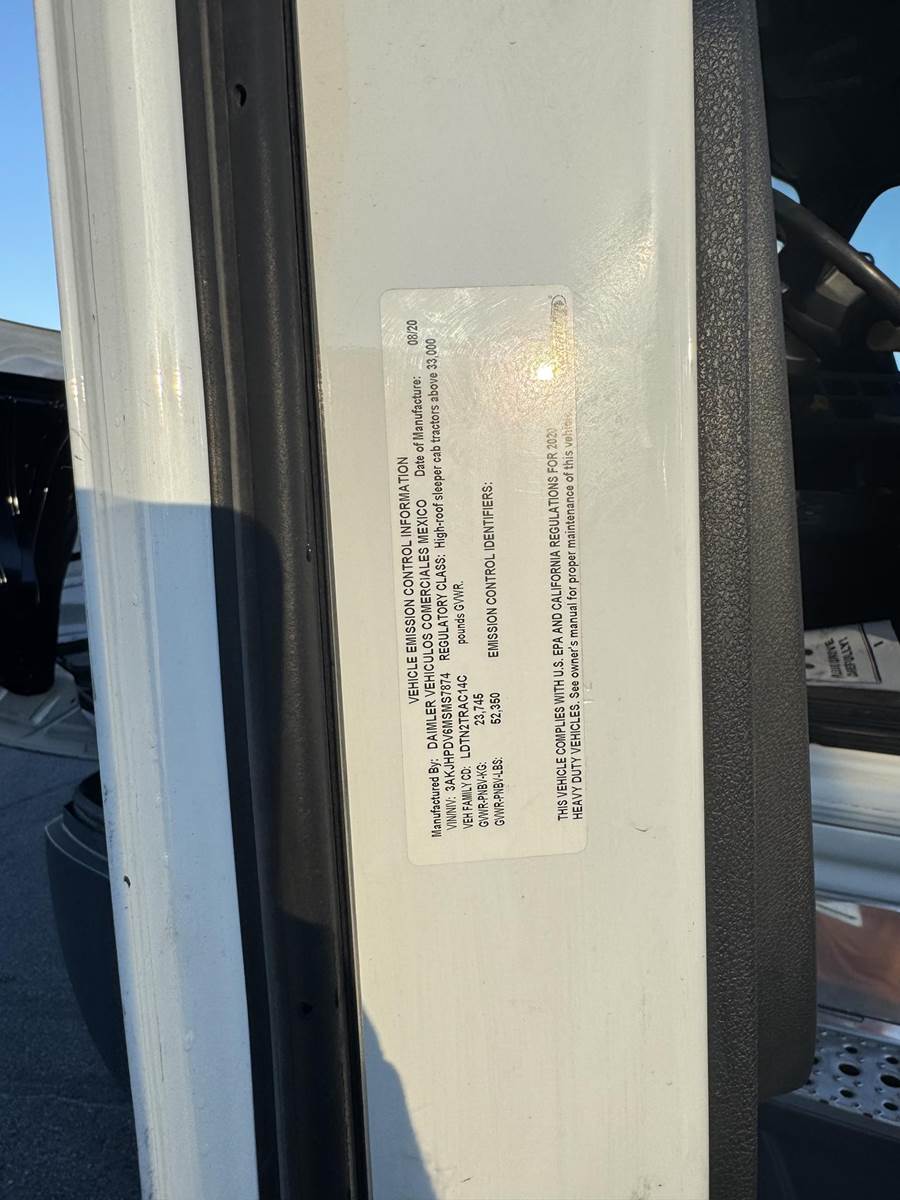 VEHICLE EMISSION CONTROL INFORMATION
Manufactured By: DAIMLER VEHICULOS COMERCIALES MEXICO Date of Manufacture: 08/20
VIN/NIV: 3AKJHPDV6MSMS7874 REGULATORY CLASS: High-roof sleeper cab tractors above 33,000
VEH FAMILY CD: LDTN2TRAC14C pounds GVWR.
GVWR-PNBV-KG: 23,745
GVWR-PNBV-LBS: 52,350 EMISSION CONTROL IDENTIFIERS:
THIS VEHICLE COMPLIES WITH U.S. EPA AND CALIFORNIA REGULATIONS FOR 2020
HEAVY DUTY VEHICLES. See owner's manual for proper maintenance of this vehicle